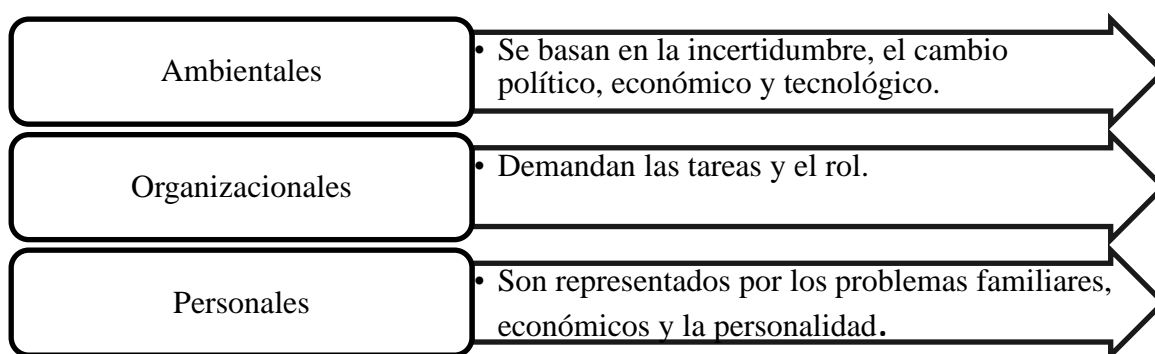 Ambientales
• Se basan en la incertidumbre, el cambio
político, económico y tecnológico.
Organizacionales
• Demandan las tareas y el rol.
Personales
• Son representados por los problemas familiares,
económicos y la personalidad.